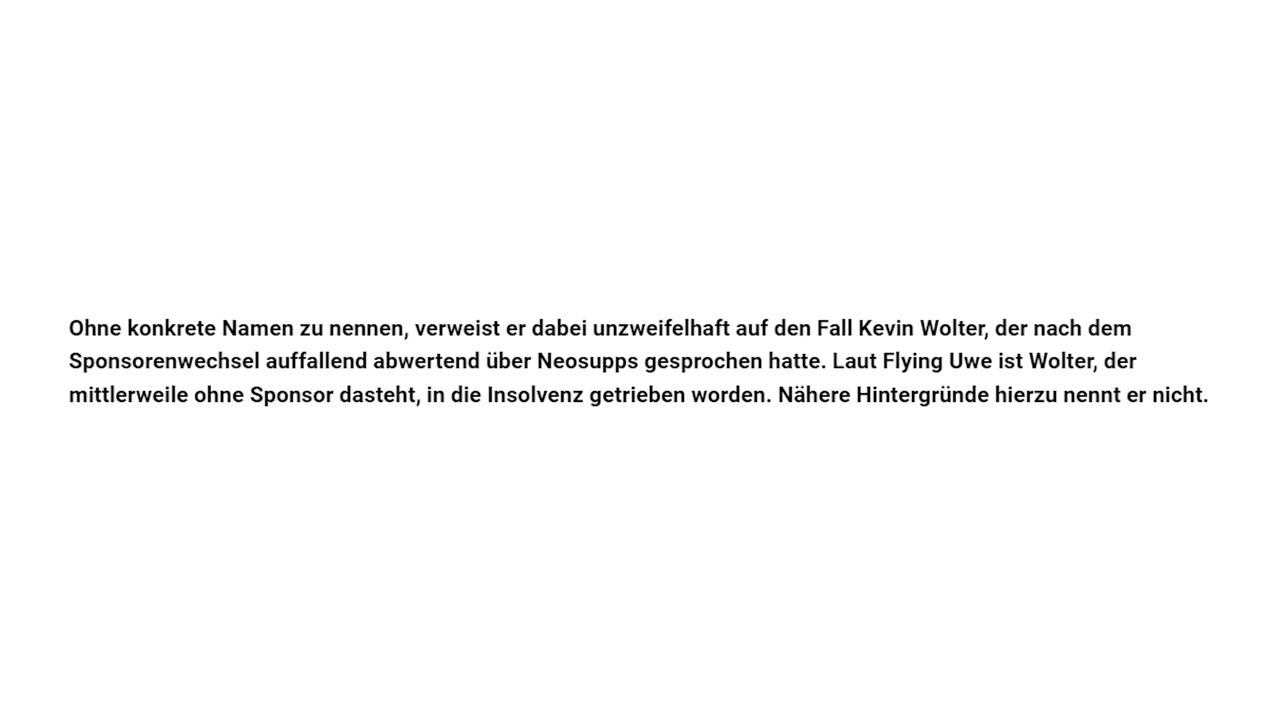 Ohne konkrete Namen zu nennen, verweist er dabei unzweifelhaft auf den Fall Kevin Wolter, der nach dem
Sponsorenwechsel auffallend abwertend über Neosupps gesprochen hatte. Laut Flying Uwe ist Wolter, der
mittlerweile ohne Sponsor dasteht, in die Insolvenz getrieben worden. Nähere Hintergründe hierzu nennt er nicht.